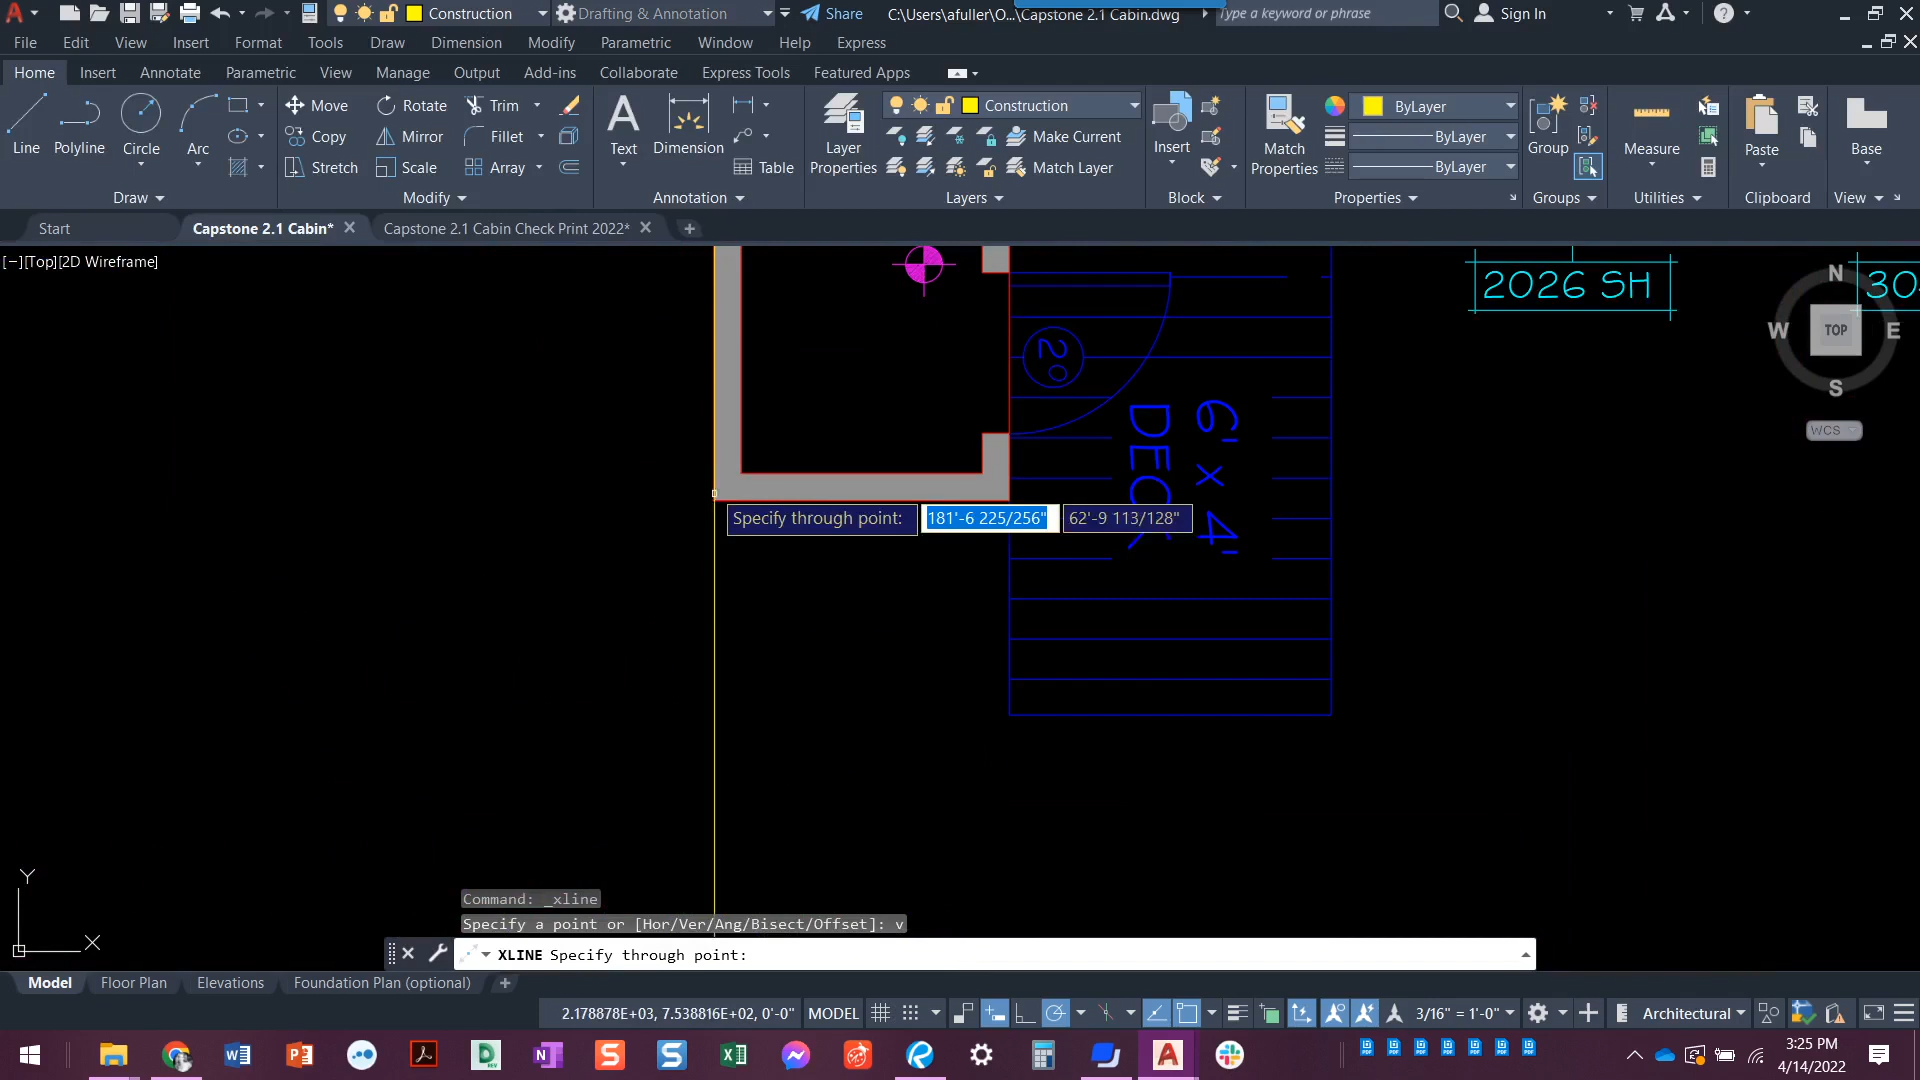 Construction
Drafting & Annotation
Share
C:\Users\afuller\O...\Capstone 2.1 Cabin.dwg
Type a keyword or phrase
Sign In
File Edit View Insert Format Tools Draw Dimension Modify Parametric Window Help Express
Home Insert Annotate Parametric View Manage Output Add-ins Collaborate Express Tools Featured Apps
Line Polyline Circle Arc
Move Rotate Trim
Copy Mirror Fillet
Stretch Scale Array
Text Dimension Table
Layer Properties
Construction
Make Current
Match Layer
Insert
Match Properties
ByLayer
ByLayer
ByLayer
Group
Measure
Paste
Base
Draw Modify Annotation Layers Block Properties Groups Utilities Clipboard View
Start
Capstone 2.1 Cabin*
Capstone 2.1 Cabin Check Print 2022*
[−][Top][2D Wireframe]
2026 SH
N
W TOP E
S
WCS
2°
6' x 4'
Specify through point: 181'-6 225/256" 62'-9 113/128"
Y
X
Command: _xline
Specify a point or [Hor/Ver/Ang/Bisect/Offset]: v
XLINE Specify through point:
Model Floor Plan Elevations Foundation Plan (optional)
2.178878E+03, 7.538816E+02, 0'-0" MODEL 3/16" = 1'-0" Architectural
3:25 PM
4/14/2022